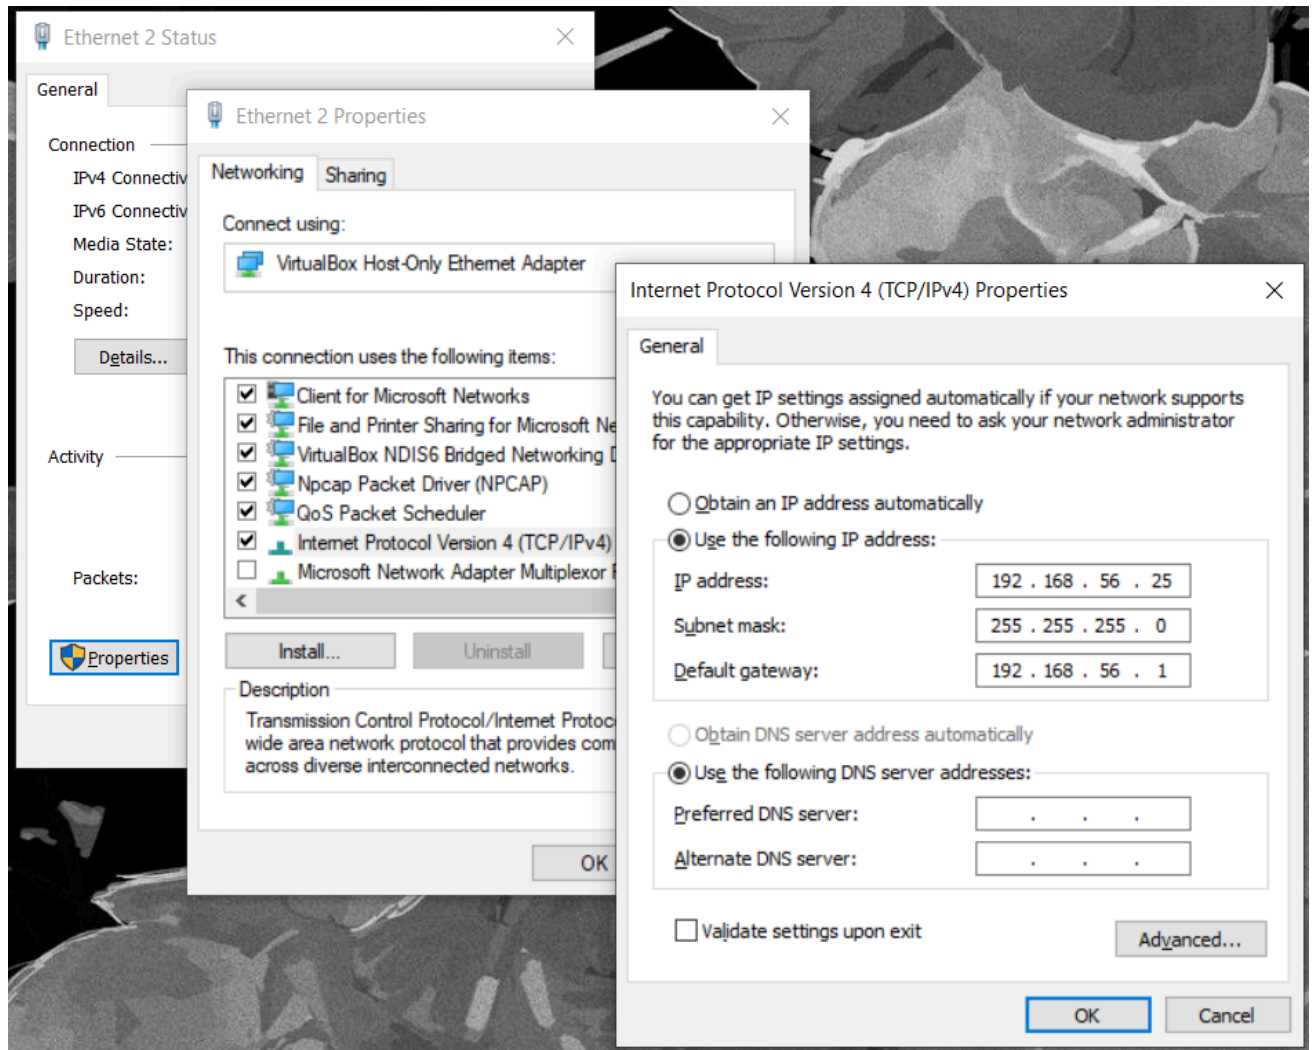 Ethernet 2 Status
General
Connection
IPv4 Connectiv
IPv6 Connectiv
Media State:
Duration:
Speed:
Details...
Activity
Packets:
Properties
Ethernet 2 Properties
Networking
Sharing
Connect using:
VirtualBox Host-Only Ethernet Adapter
This connection uses the following items:
Client for Microsoft Networks
File and Printer Sharing for Microsoft Ne
VirtualBox NDIS6 Bridged Networking D
Npcap Packet Driver (NPCAP)
QoS Packet Scheduler
Internet Protocol Version 4 (TCP/IPv4)
Microsoft Network Adapter Multiplexor
Install...
Uninstall
Description
Transmission Control Protocol/Internet Protoco
wide area network protocol that provides com
across diverse interconnected networks.
OK
Internet Protocol Version 4 (TCP/IPv4) Properties
General
You can get IP settings assigned automatically if your network supports
this capability. Otherwise, you need to ask your network administrator
for the appropriate IP settings.
Obtain an IP address automatically
Use the following IP address:
IP address: 192 . 168 . 56 . 25
Subnet mask: 255 . 255 . 255 . 0
Default gateway: 192 . 168 . 56 . 1
Obtain DNS server address automatically
Use the following DNS server addresses:
Preferred DNS server: . . .
Alternate DNS server: . . .
Validate settings upon exit
Advanced...
OK
Cancel